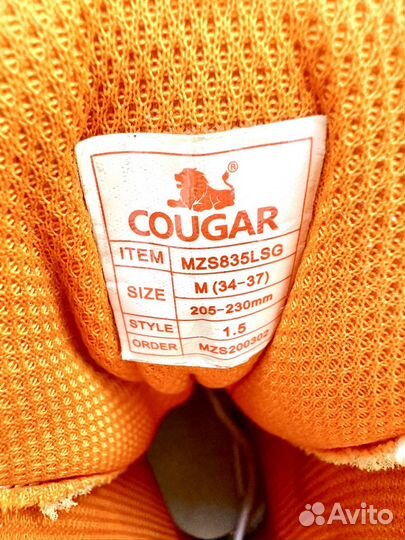 ®
COUGAR
ITEM MZS835LSG
SIZE M (34-37)
205-230mm
STYLE 1.5
ORDER MZS200302
Avito